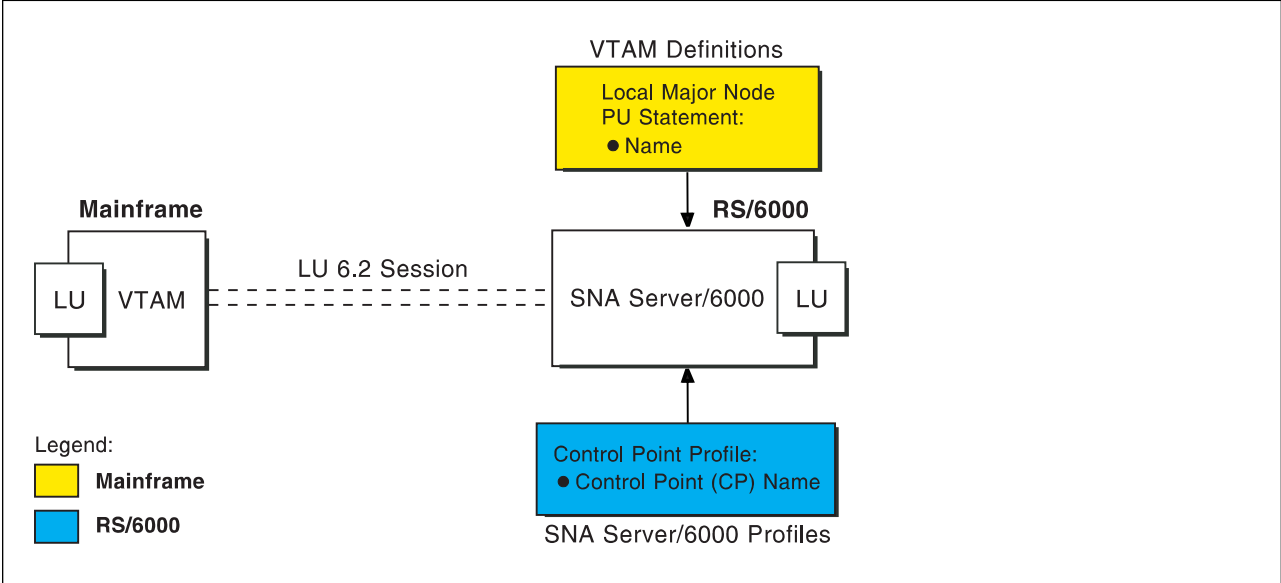 VTAM Definitions
Local Major Node
PU Statement:
● Name
Mainframe
RS/6000
LU
VTAM
LU 6.2 Session
SNA Server/6000
LU
Legend:
Mainframe
RS/6000
Control Point Profile:
● Control Point (CP) Name
SNA Server/6000 Profiles